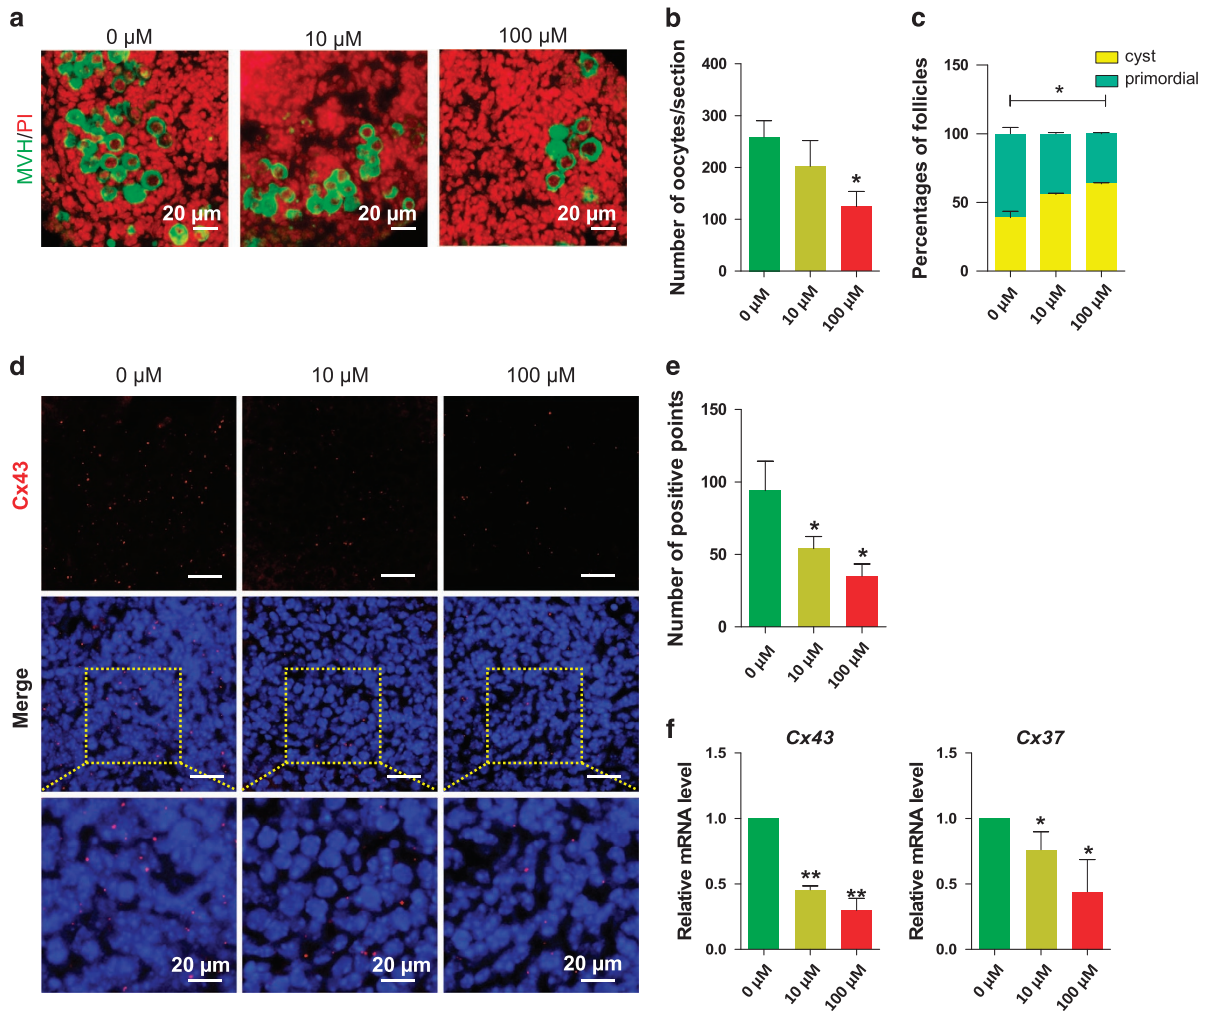 a
0 µM
10 µM
100 µM
MVH/PI
20 µm
20 µm
20 µm
b
Number of oocytes/section
400
300
200
100
0
*
0 µM
10 µM
100 µM
c
Percentages of follicles
150
100
50
0
*
cyst
primordial
0 µM
10 µM
100 µM
d
0 µM
10 µM
100 µM
Cx43
Merge
20 µm
20 µm
20 µm
e
Number of positive points
150
100
50
0
*
*
0 µM
10 µM
100 µM
f
Cx43
Relative mRNA level
1.5
1.0
0.5
0.0
**
**
0 µM
10 µM
100 µM
Cx37
Relative mRNA level
1.5
1.0
0.5
0.0
*
*
0 µM
10 µM
100 µM